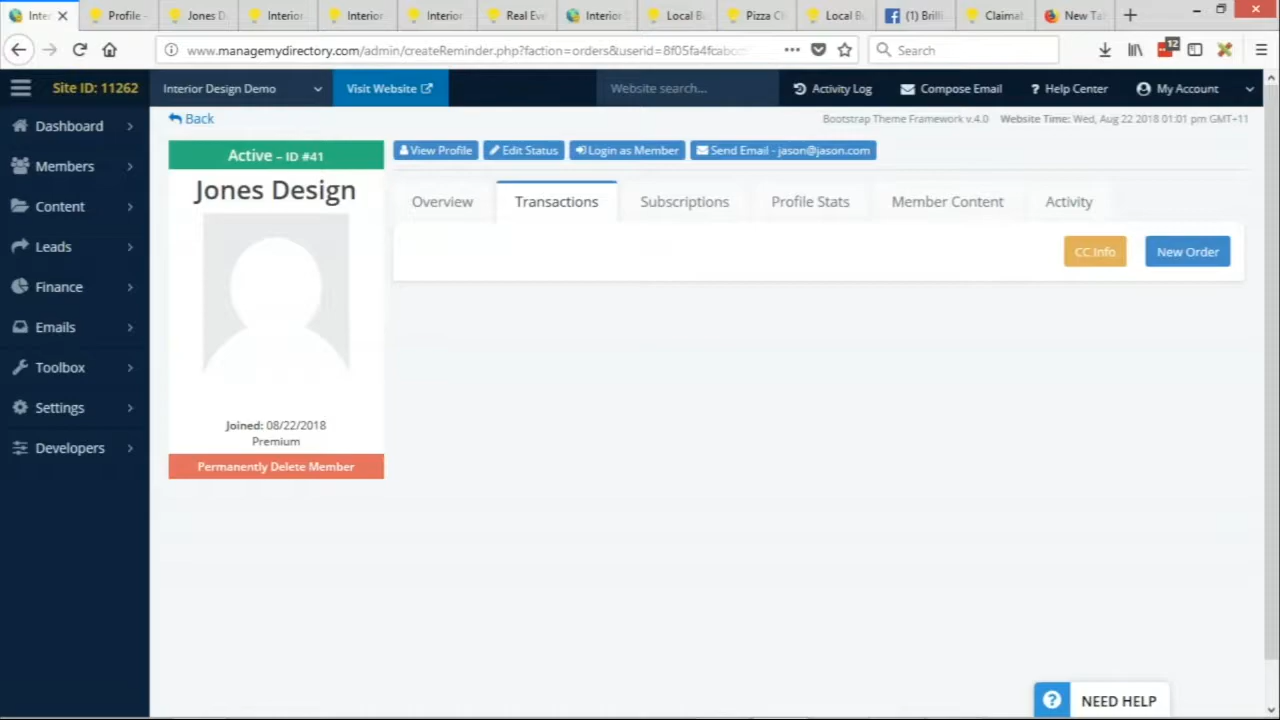 Inte
Profile -
Jones D
Interior
Interior
Interior
Real Eve
Interior
Local B
Pizza C
Local B
(1) Brilli
Claimat
New Ta
www.managemydirectory.com/admin/createReminder.php?faction=orders&userid=8f05fa4fcabc
Search
12
Site ID: 11262
Interior Design Demo
Visit Website
Website search...
Activity Log
Compose Email
? Help Center
My Account
Dashboard
Members
Content
Leads
Finance
Emails
Toolbox
Settings
Developers
Back
Bootstrap Theme Framework v.4.0 Website Time: Wed, Aug 22 2018 01:01 pm GMT-11
Active – ID #41
Jones Design
Joined: 08/22/2018
Premium
Permanently Delete Member
View Profile
Edit Status
Login as Member
Send Email - jason@jason.com
Overview
Transactions
Subscriptions
Profile Stats
Member Content
Activity
CC Info
New Order
? NEED HELP